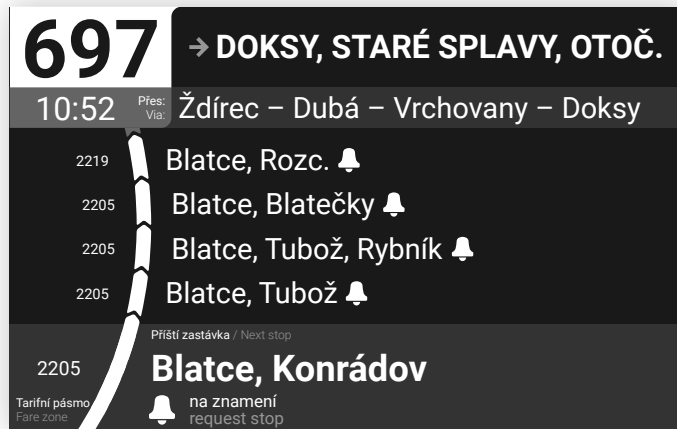 697 → DOKSY, STARÉ SPLAVY, OTOČ.
10:52 Přes: Via: Ždírec – Dubá – Vrchovany – Doksy
2219 Blatce, Rozc.
2205 Blatce, Blatečky
2205 Blatce, Tubož, Rybník
2205 Blatce, Tubož
Příští zastávka / Next stop
2205 Blatce, Konrádov
Tarifní pásmo na znamení
Fare zone request stop